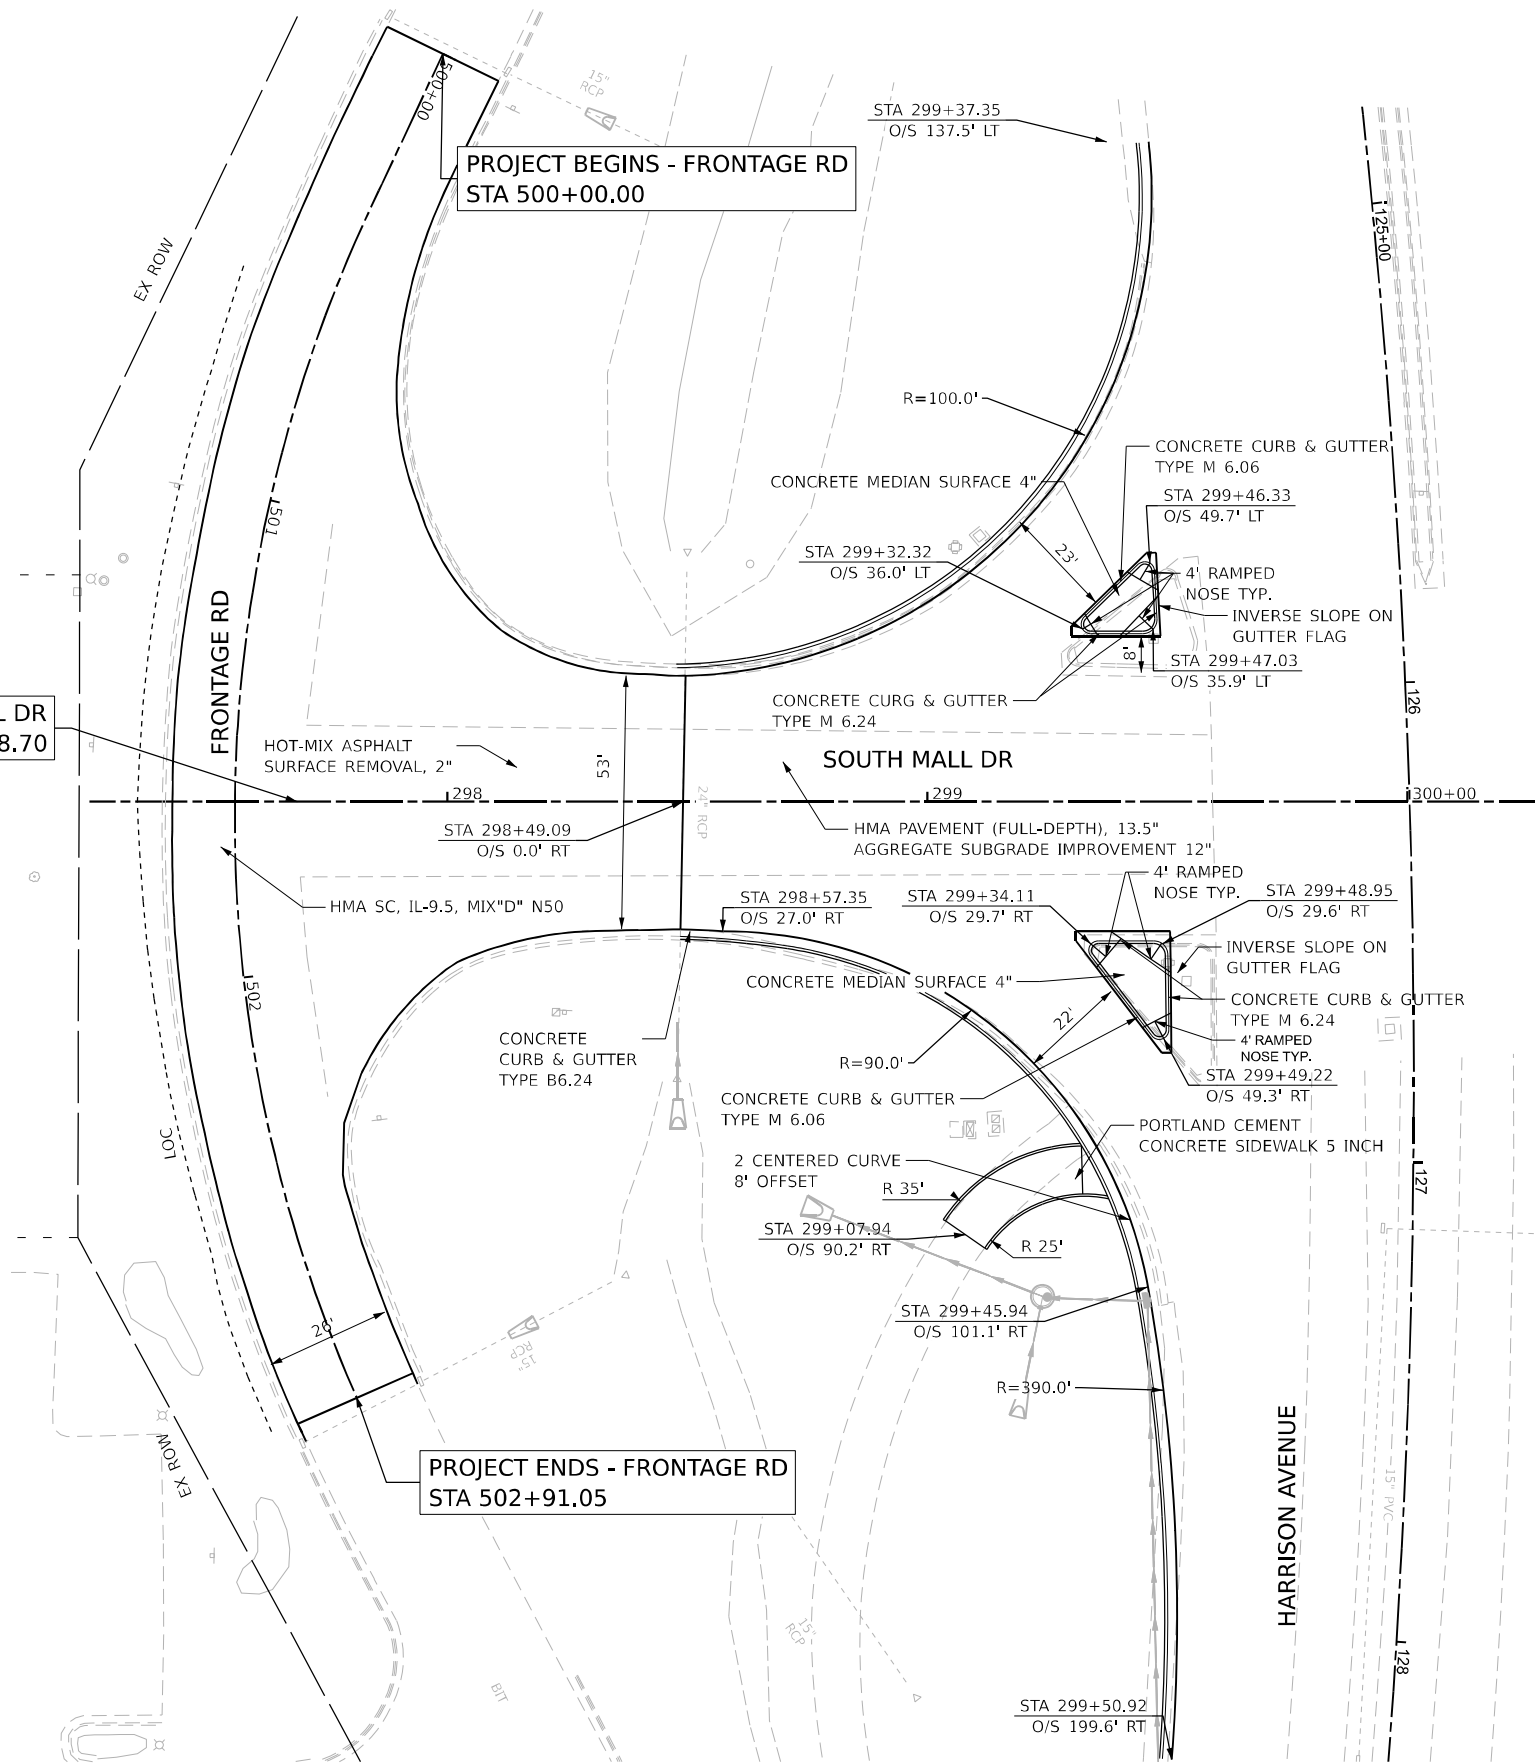 15"
RCP
500+00
STA 299+37.35
O/S 137.5' LT
PROJECT BEGINS - FRONTAGE RD
STA 500+00.00
125+00
EX ROW
R=100.0'
CONCRETE CURB & GUTTER
TYPE M 6.06
CONCRETE MEDIAN SURFACE 4"
STA 299+46.33
O/S 49.7' LT
501
STA 299+32.32
O/S 36.0' LT
23'
4' RAMPED
NOSE TYP.
INVERSE SLOPE ON
GUTTER FLAG
FRONTAGE RD
8'
STA 299+47.03
O/S 35.9' LT
CONCRETE CURG & GUTTER
TYPE M 6.24
126
L DR
8.70
HOT-MIX ASPHALT
SURFACE REMOVAL, 2"
53'
SOUTH MALL DR
298
299
300+00
24" RCP
STA 298+49.09
O/S 0.0' RT
HMA PAVEMENT (FULL-DEPTH), 13.5"
AGGREGATE SUBGRADE IMPROVEMENT 12"
HMA SC, IL-9.5, MIX"D" N50
STA 298+57.35
O/S 27.0' RT
STA 299+34.11
O/S 29.7' RT
4' RAMPED
NOSE TYP.
STA 299+48.95
O/S 29.6' RT
INVERSE SLOPE ON
GUTTER FLAG
502
CONCRETE MEDIAN SURFACE 4"
CONCRETE CURB & GUTTER
TYPE M 6.24
22'
CONCRETE
CURB & GUTTER
TYPE B6.24
R=90.0'
4' RAMPED
NOSE TYP.
STA 299+49.22
O/S 49.3' RT
CONCRETE CURB & GUTTER
TYPE M 6.06
PORTLAND CEMENT
CONCRETE SIDEWALK 5 INCH
LOC
2 CENTERED CURVE
8' OFFSET
R 35'
127
STA 299+07.94
O/S 90.2' RT
R 25'
26'
15"
RCP
STA 299+45.94
O/S 101.1' RT
R=390.0'
EX ROW
PROJECT ENDS - FRONTAGE RD
STA 502+91.05
HARRISON AVENUE
15" PVC
15"
RCP
128
BIT
STA 299+50.92
O/S 199.6' RT